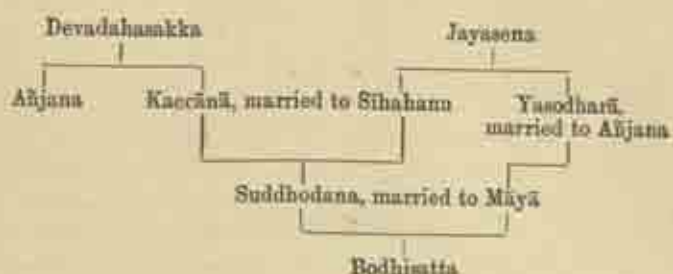 Devadahasakka Jayasena
Añjana Kaccānā, married to Sīhahanu Yasodharā,
married to Añjana
Suddhodana, married to Māyā
Bodhisatta